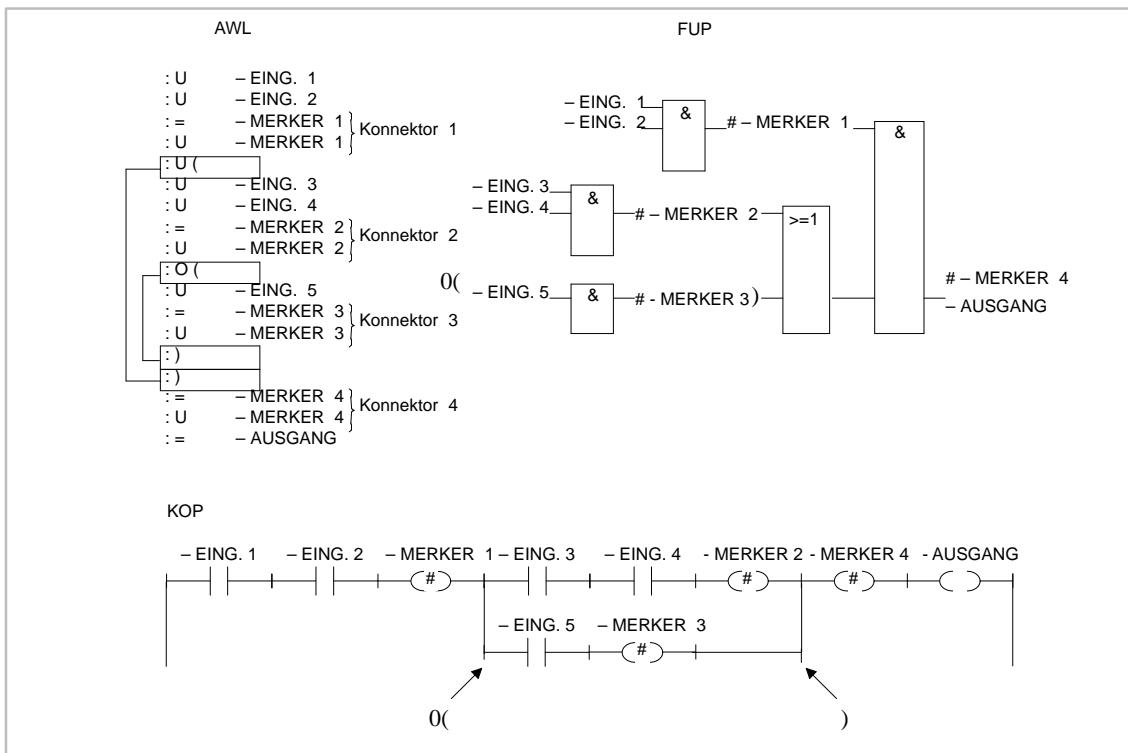 AWL
: U – EING. 1
: U – EING. 2
: = – MERKER 1
: U – MERKER 1
Konnektor 1
: U (
: U – EING. 3
: U – EING. 4
: = – MERKER 2
: U – MERKER 2
Konnektor 2
: O (
: U – EING. 5
: = – MERKER 3
: U – MERKER 3
Konnektor 3
: )
: )
: = – MERKER 4
: U – MERKER 4
Konnektor 4
: = – AUSGANG
FUP
– EING. 1
– EING. 2
&
# – MERKER 1
&
– EING. 3
– EING. 4
&
# – MERKER 2
>=1
0(
– EING. 5
&
# - MERKER 3 )
# – MERKER 4
– AUSGANG
KOP
– EING. 1 – EING. 2 – MERKER 1 – EING. 3 – EING. 4 - MERKER 2 - MERKER 4 - AUSGANG
# # #
– EING. 5 – MERKER 3
#
0( )